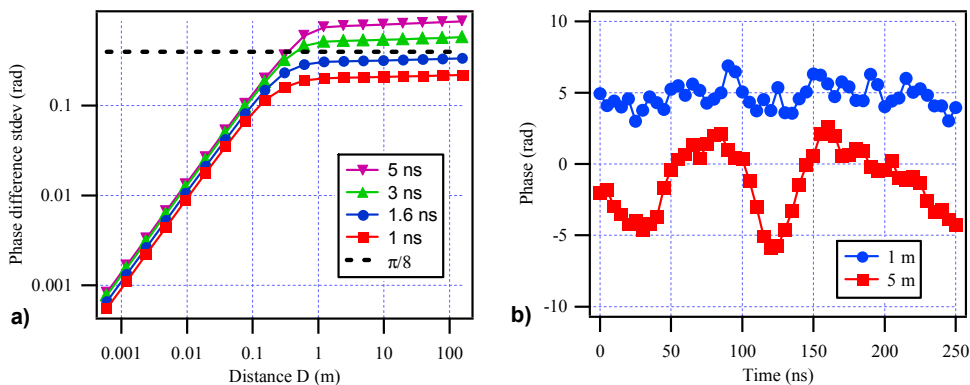 Phase difference stdev (rad)
0.1
0.01
0.001
0.001
0.01
0.1
1
10
100
Distance D (m)
5 ns
3 ns
1.6 ns
1 ns
π/8
a)
Phase (rad)
10
5
0
-5
-10
0
50
100
150
200
250
Time (ns)
1 m
5 m
b)